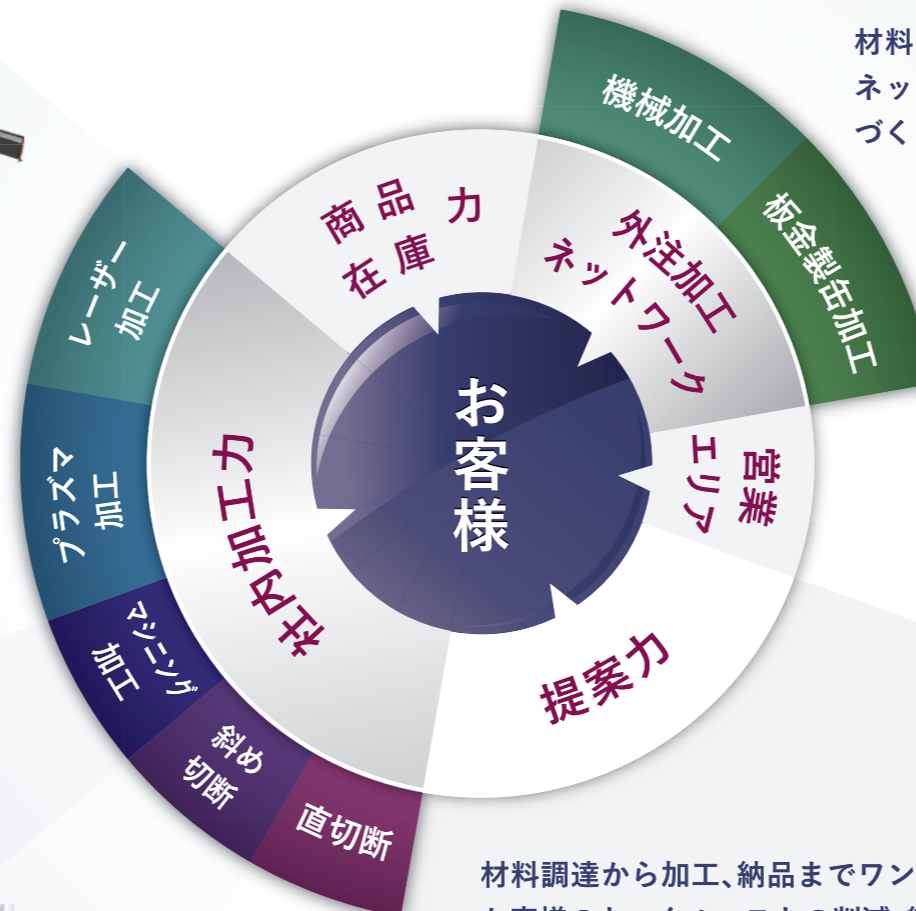 材料
ネッ
づく
機械加工
板金製缶加工
商品 力
在庫
外注加工
ネットワーク
レーザー
加工
お客様
営業
エリア
プラズマ
加工
社内加工力
マシニング
加工
提案力
斜め
切断
直切断
材料調達から加工、納品までワン